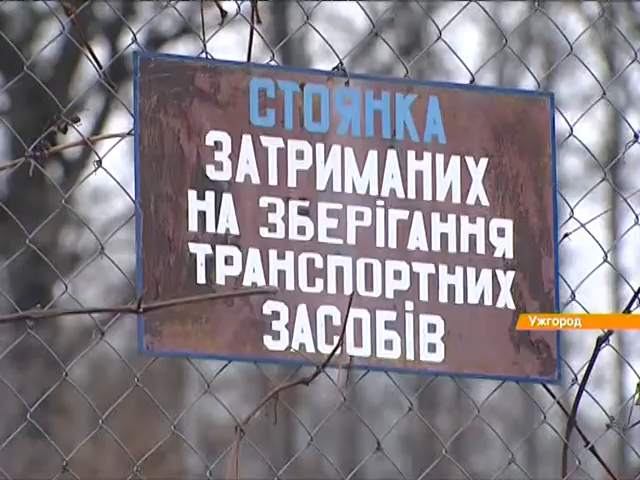 СТОЯНКА
ЗАТРИМАНИХ
НА ЗБЕРІГАННЯ
ТРАНСПОРТНИХ
ЗАСОБІВ
Ужгород